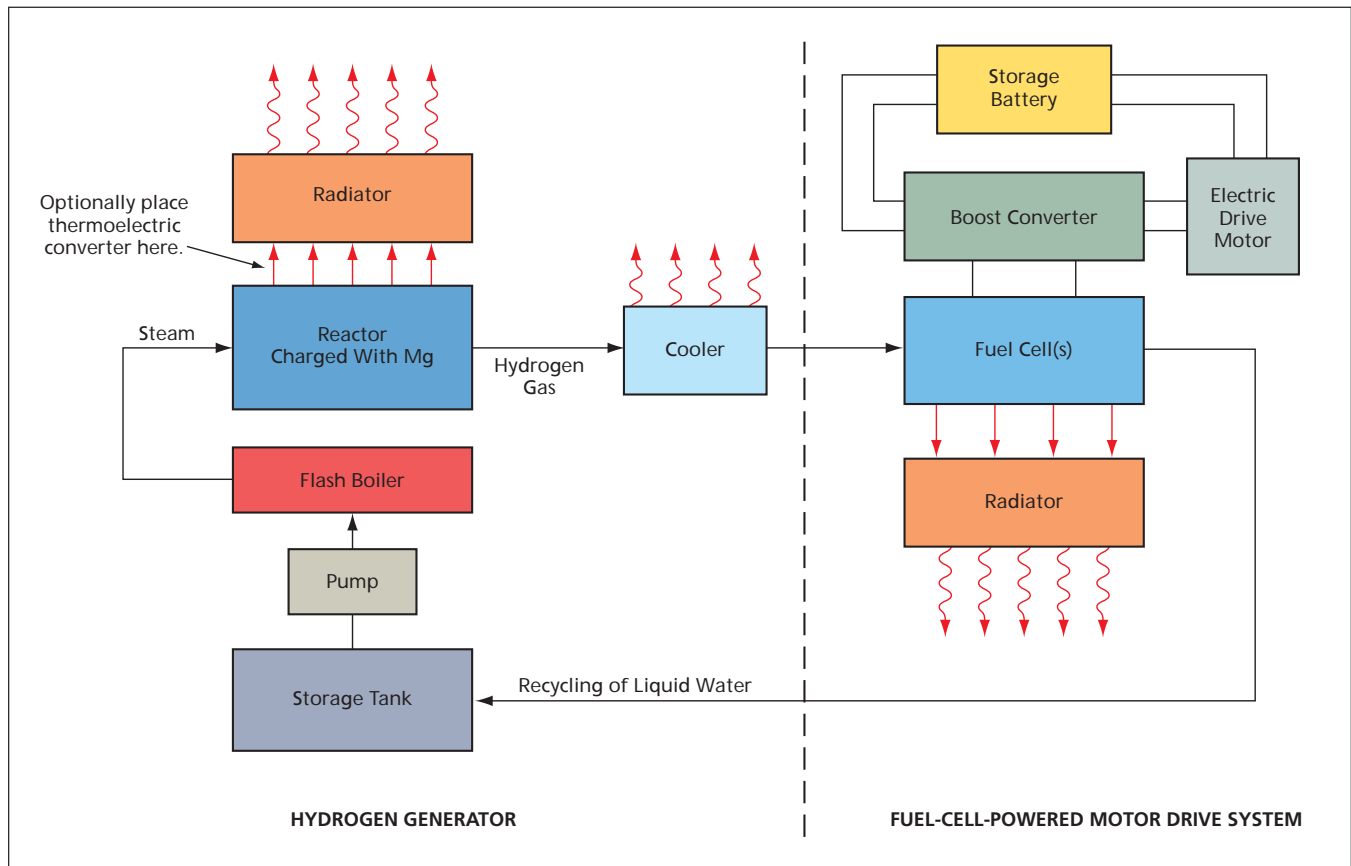 Optionally place
thermoelectric
converter here.
Radiator
Steam
Reactor
Charged With Mg
Hydrogen
Gas
Cooler
Flash Boiler
Pump
Storage Tank
Recycling of Liquid Water
HYDROGEN GENERATOR
Storage
Battery
Boost Converter
Electric
Drive
Motor
Fuel Cell(s)
Radiator
FUEL-CELL-POWERED MOTOR DRIVE SYSTEM